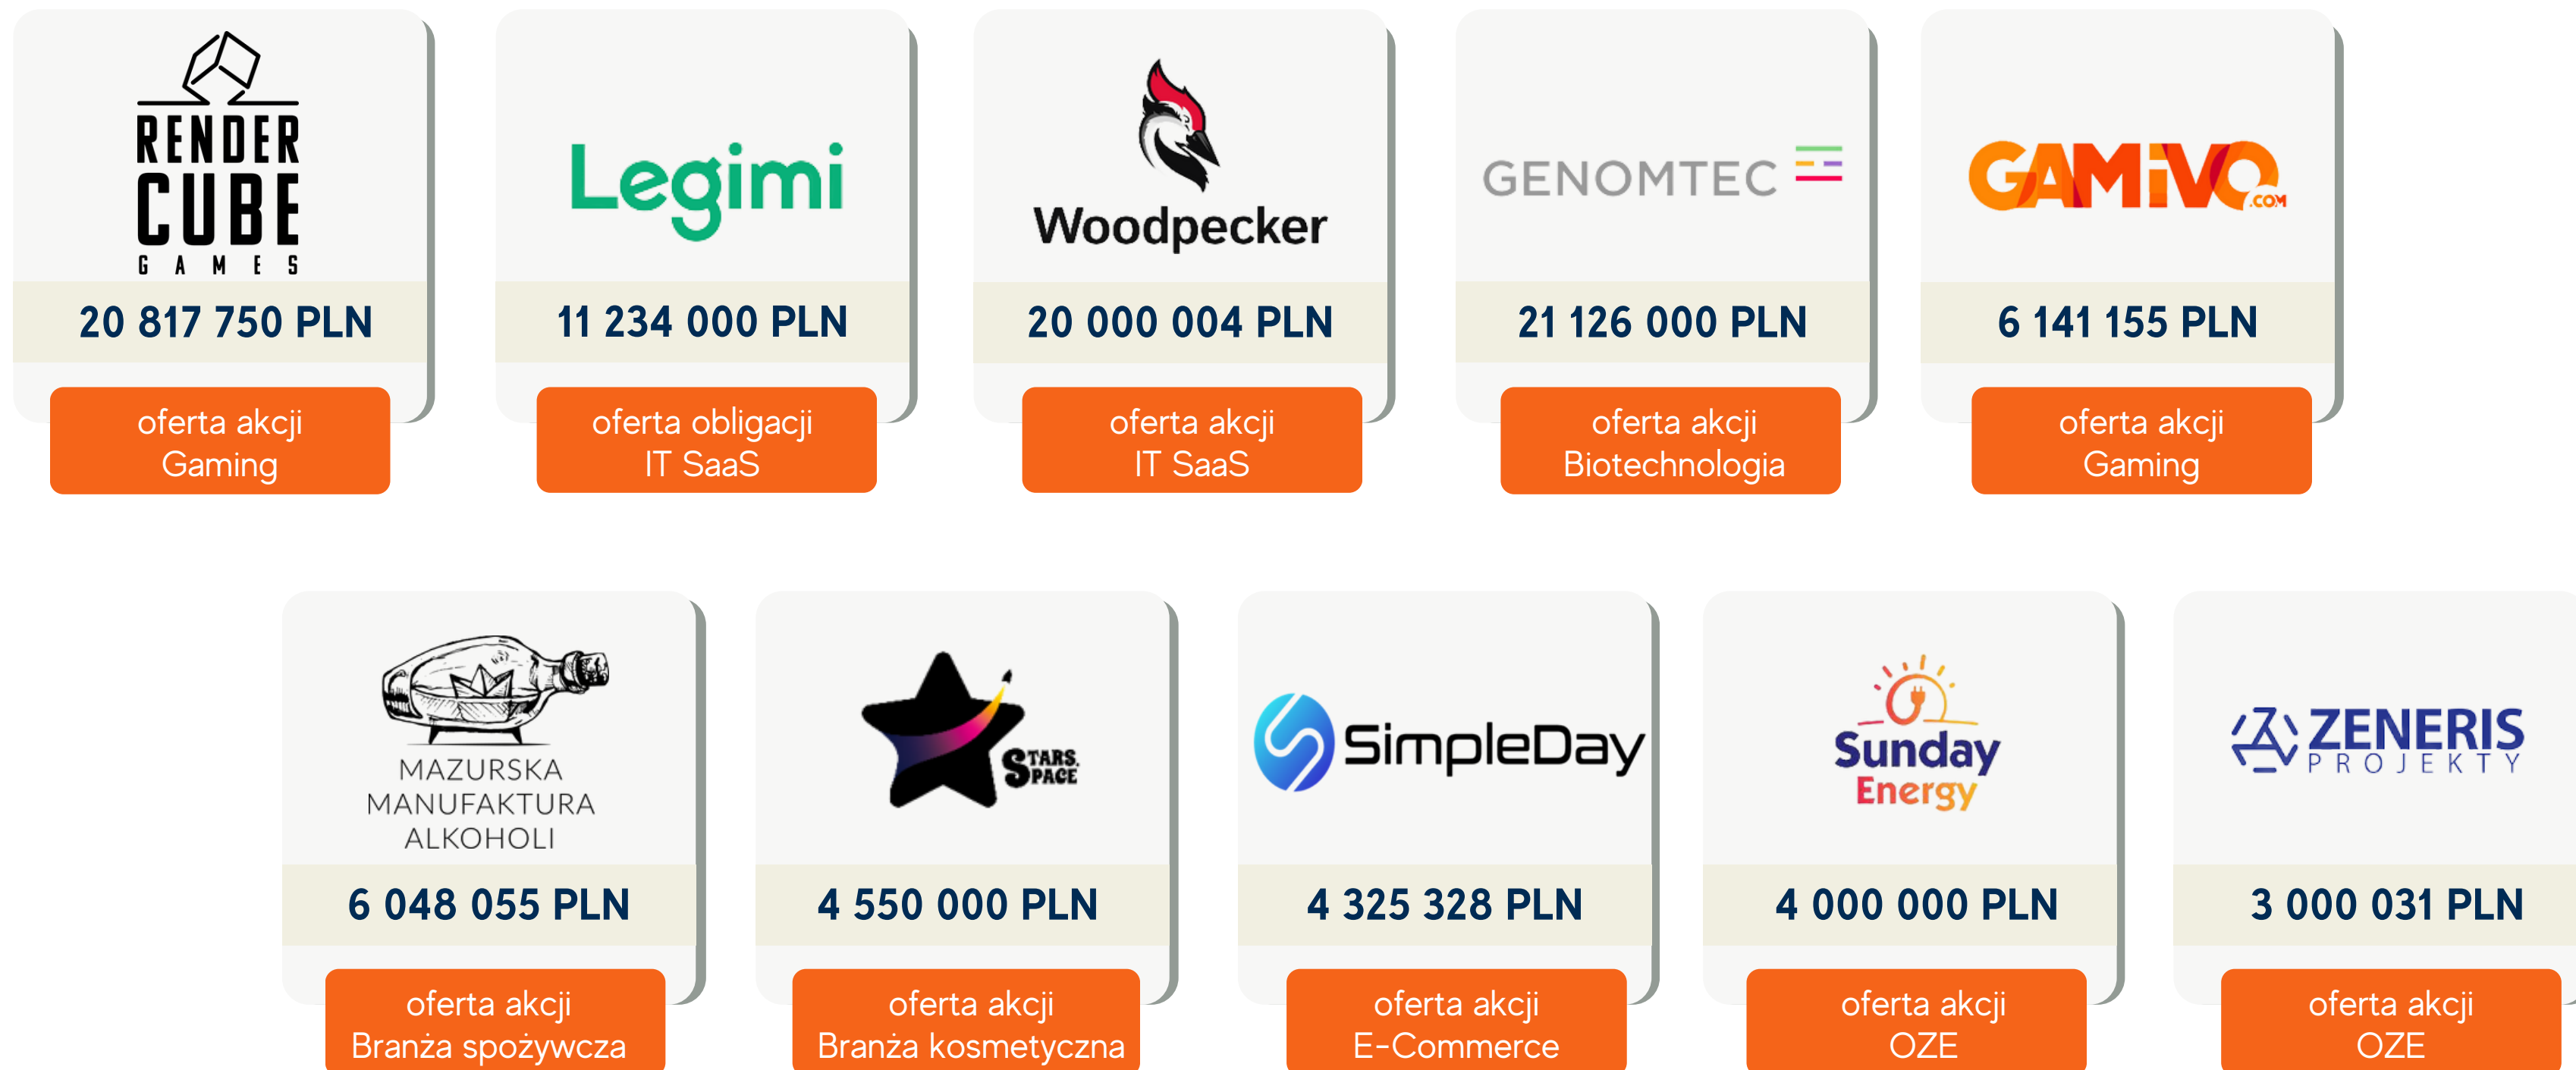 RENDER
CUBE
GAMES
20 817 750 PLN
oferta akcji
Gaming
Legimi
11 234 000 PLN
oferta obligacji
IT SaaS
Woodpecker
20 000 004 PLN
oferta akcji
IT SaaS
GENOMTEC
21 126 000 PLN
oferta akcji
Biotechnologia
GAMiVO
.COM
6 141 155 PLN
oferta akcji
Gaming
MAZURSKA
MANUFAKTURA
ALKOHOLI
6 048 055 PLN
oferta akcji
Branża spożywcza
STARS.
SPACE
4 550 000 PLN
oferta akcji
Branża kosmetyczna
SimpleDay
4 325 328 PLN
oferta akcji
E-Commerce
Sunday
Energy
4 000 000 PLN
oferta akcji
OZE
ZENERIS
PROJEKTY
3 000 031 PLN
oferta akcji
OZE